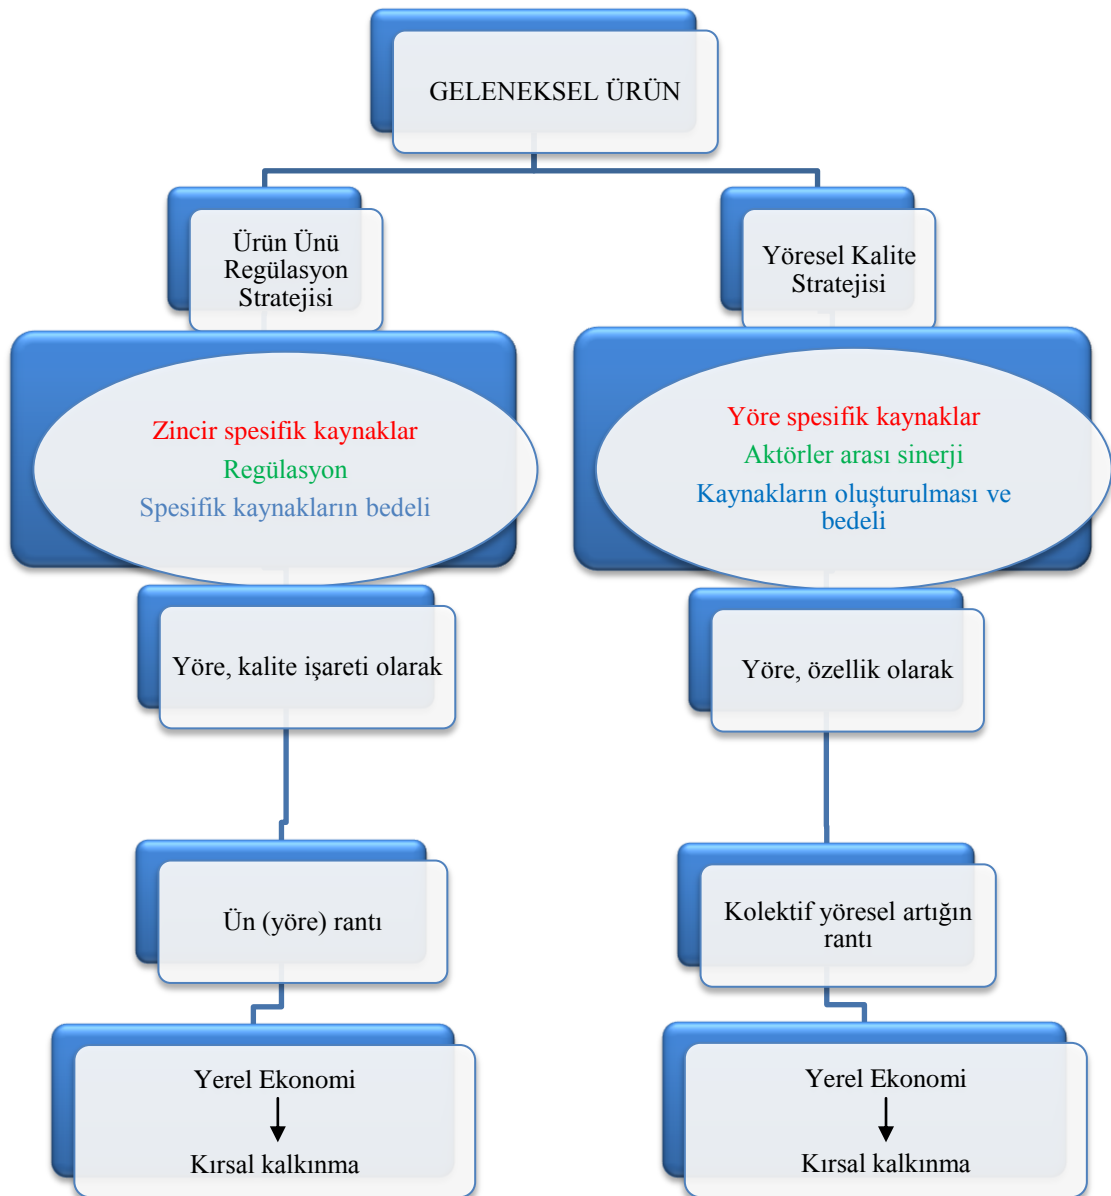 GELENEKSEL ÜRÜN
Ürün Ünü
Regülasyon
Stratejisi
Yöresel Kalite
Stratejisi
Zincir spesifik kaynaklar
Regülasyon
Spesifik kaynakların bedeli
Yöre spesifik kaynaklar
Aktörler arası sinerji
Kaynakların oluşturulması ve
bedeli
Yöre, kalite işareti olarak
Yöre, özellik olarak
Ün (yöre) rantı
Kolektif yöresel artığın
rantı
Yerel Ekonomi
Kırsal kalkınma
Yerel Ekonomi
Kırsal kalkınma